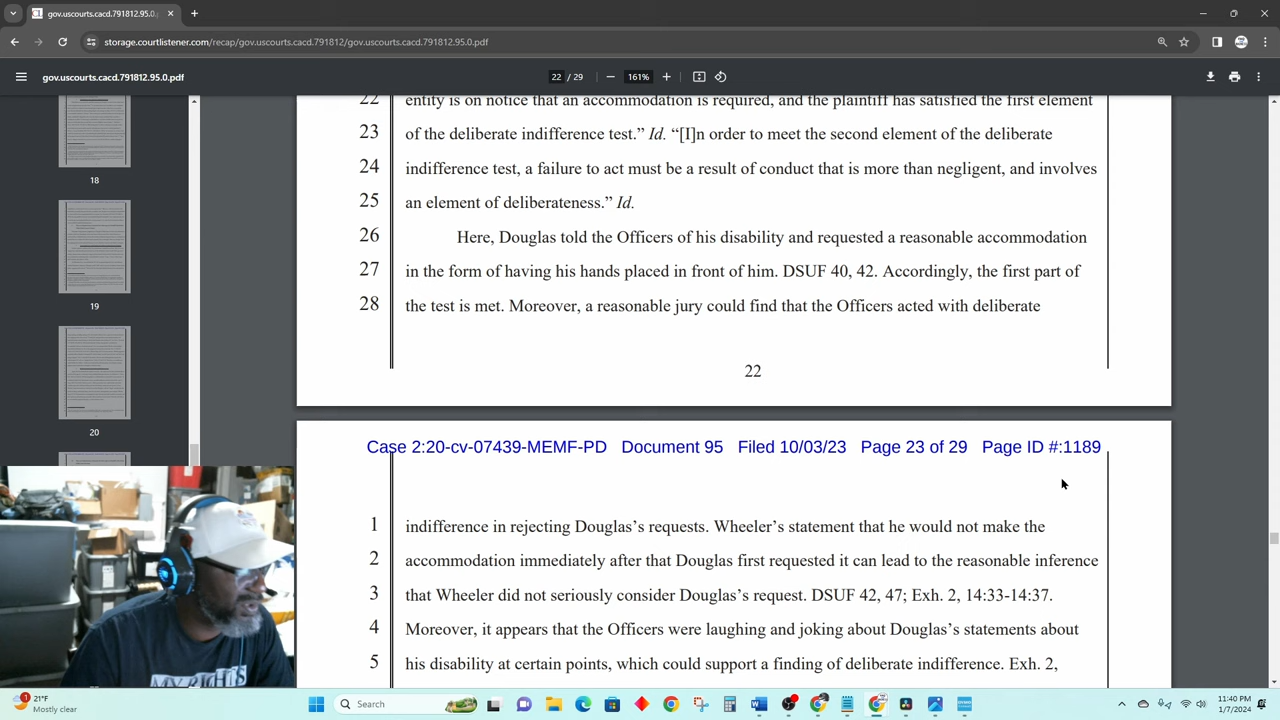 gov.uscourts.cacd.791812.95.0.p
storage.courtlistener.com/recap/gov.uscourts.cacd.791812/gov.uscourts.cacd.791812.95.0.pdf
gov.uscourts.cacd.791812.95.0.pdf
22 / 29
161%
18
19
20
22 entity is on notice that an accommodation is required, and the plaintiff has satisfied the first element
23 of the deliberate indifference test.” Id. “[I]n order to meet the second element of the deliberate
24 indifference test, a failure to act must be a result of conduct that is more than negligent, and involves
25 an element of deliberateness.” Id.
26 Here, Douglas told the Officers of his disability and requested a reasonable accommodation
27 in the form of having his hands placed in front of him. DSUF 40, 42. Accordingly, the first part of
28 the test is met. Moreover, a reasonable jury could find that the Officers acted with deliberate
22
Case 2:20-cv-07439-MEMF-PD Document 95 Filed 10/03/23 Page 23 of 29 Page ID #:1189
1 indifference in rejecting Douglas’s requests. Wheeler’s statement that he would not make the
2 accommodation immediately after that Douglas first requested it can lead to the reasonable inference
3 that Wheeler did not seriously consider Douglas’s request. DSUF 42, 47; Exh. 2, 14:33-14:37.
4 Moreover, it appears that the Officers were laughing and joking about Douglas’s statements about
5 his disability at certain points, which could support a finding of deliberate indifference. Exh. 2,
MY RIGHTS
21°F
Mostly clear
Search
11:40 PM
1/7/2024